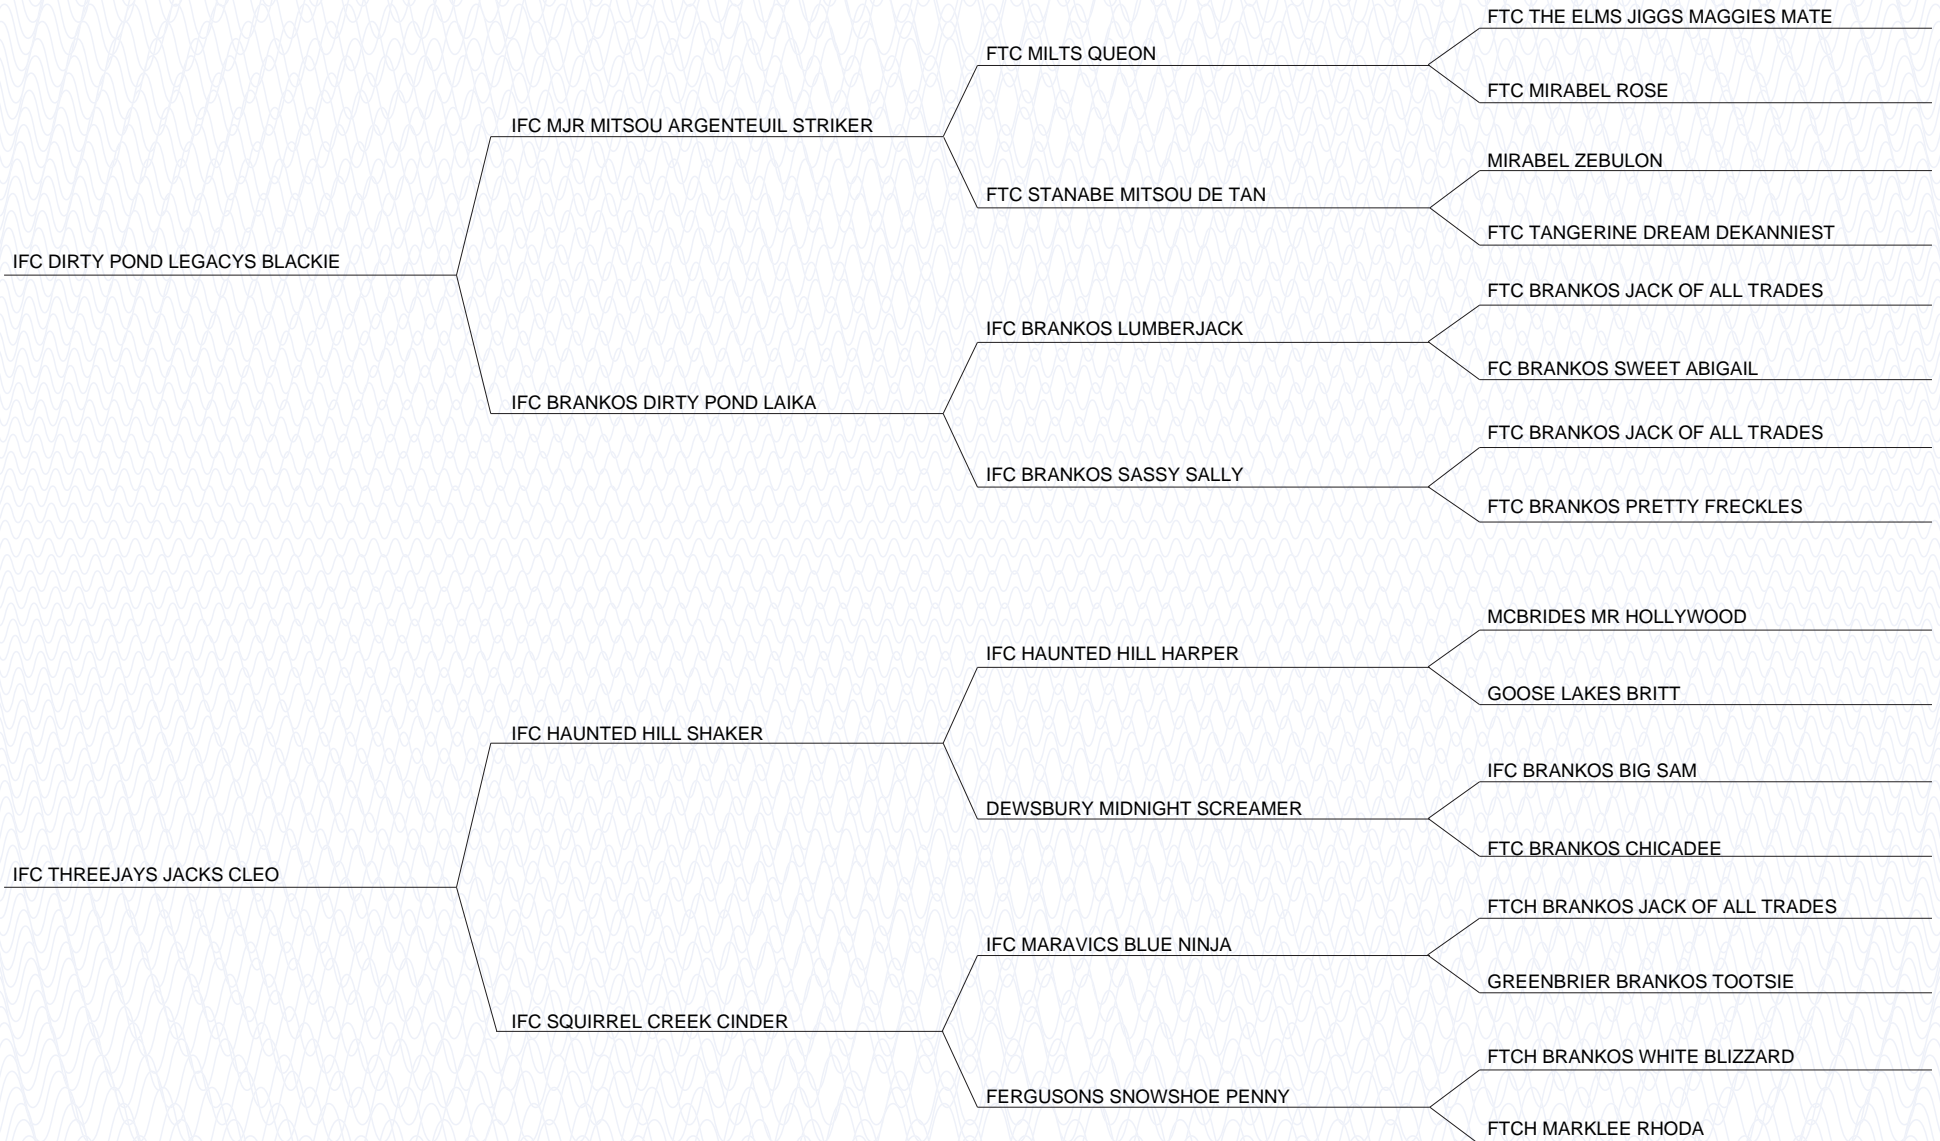 FTC THE ELMS JIGGS MAGGIES MATE
FTC MILTS QUEON
FTC MIRABEL ROSE
IFC MJR MITSOU ARGENTEUIL STRIKER
MIRABEL ZEBULON
FTC STANABE MITSOU DE TAN
FTC TANGERINE DREAM DEKANNIEST
IFC DIRTY POND LEGACYS BLACKIE
FTC BRANKOS JACK OF ALL TRADES
IFC BRANKOS LUMBERJACK
FC BRANKOS SWEET ABIGAIL
IFC BRANKOS DIRTY POND LAIKA
FTC BRANKOS JACK OF ALL TRADES
IFC BRANKOS SASSY SALLY
FTC BRANKOS PRETTY FRECKLES
MCBRIDES MR HOLLYWOOD
IFC HAUNTED HILL HARPER
GOOSE LAKES BRITT
IFC HAUNTED HILL SHAKER
IFC BRANKOS BIG SAM
DEWSBURY MIDNIGHT SCREAMER
FTC BRANKOS CHICADEE
IFC THREEJAYS JACKS CLEO
FTCH BRANKOS JACK OF ALL TRADES
IFC MARAVICS BLUE NINJA
GREENBRIER BRANKOS TOOTSIE
IFC SQUIRREL CREEK CINDER
FTCH BRANKOS WHITE BLIZZARD
FERGUSONS SNOWSHOE PENNY
FTCH MARKLEE RHODA